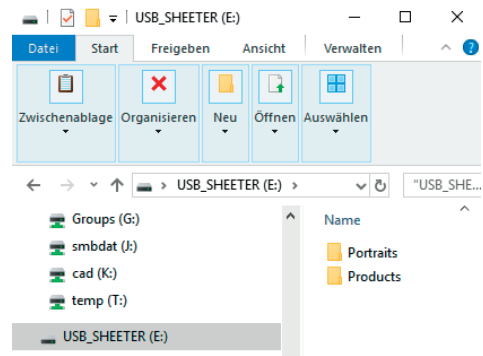 USB_SHEETER (E:)
Datei Start Freigeben Ansicht Verwalten
Zwischenablage Organisieren Neu Öffnen Auswählen
USB_SHEETER (E:) "USB_SHE...
Groups (G:)
smbdat (J:)
cad (K:)
temp (T:)
USB_SHEETER (E:)
Name
Portraits
Products